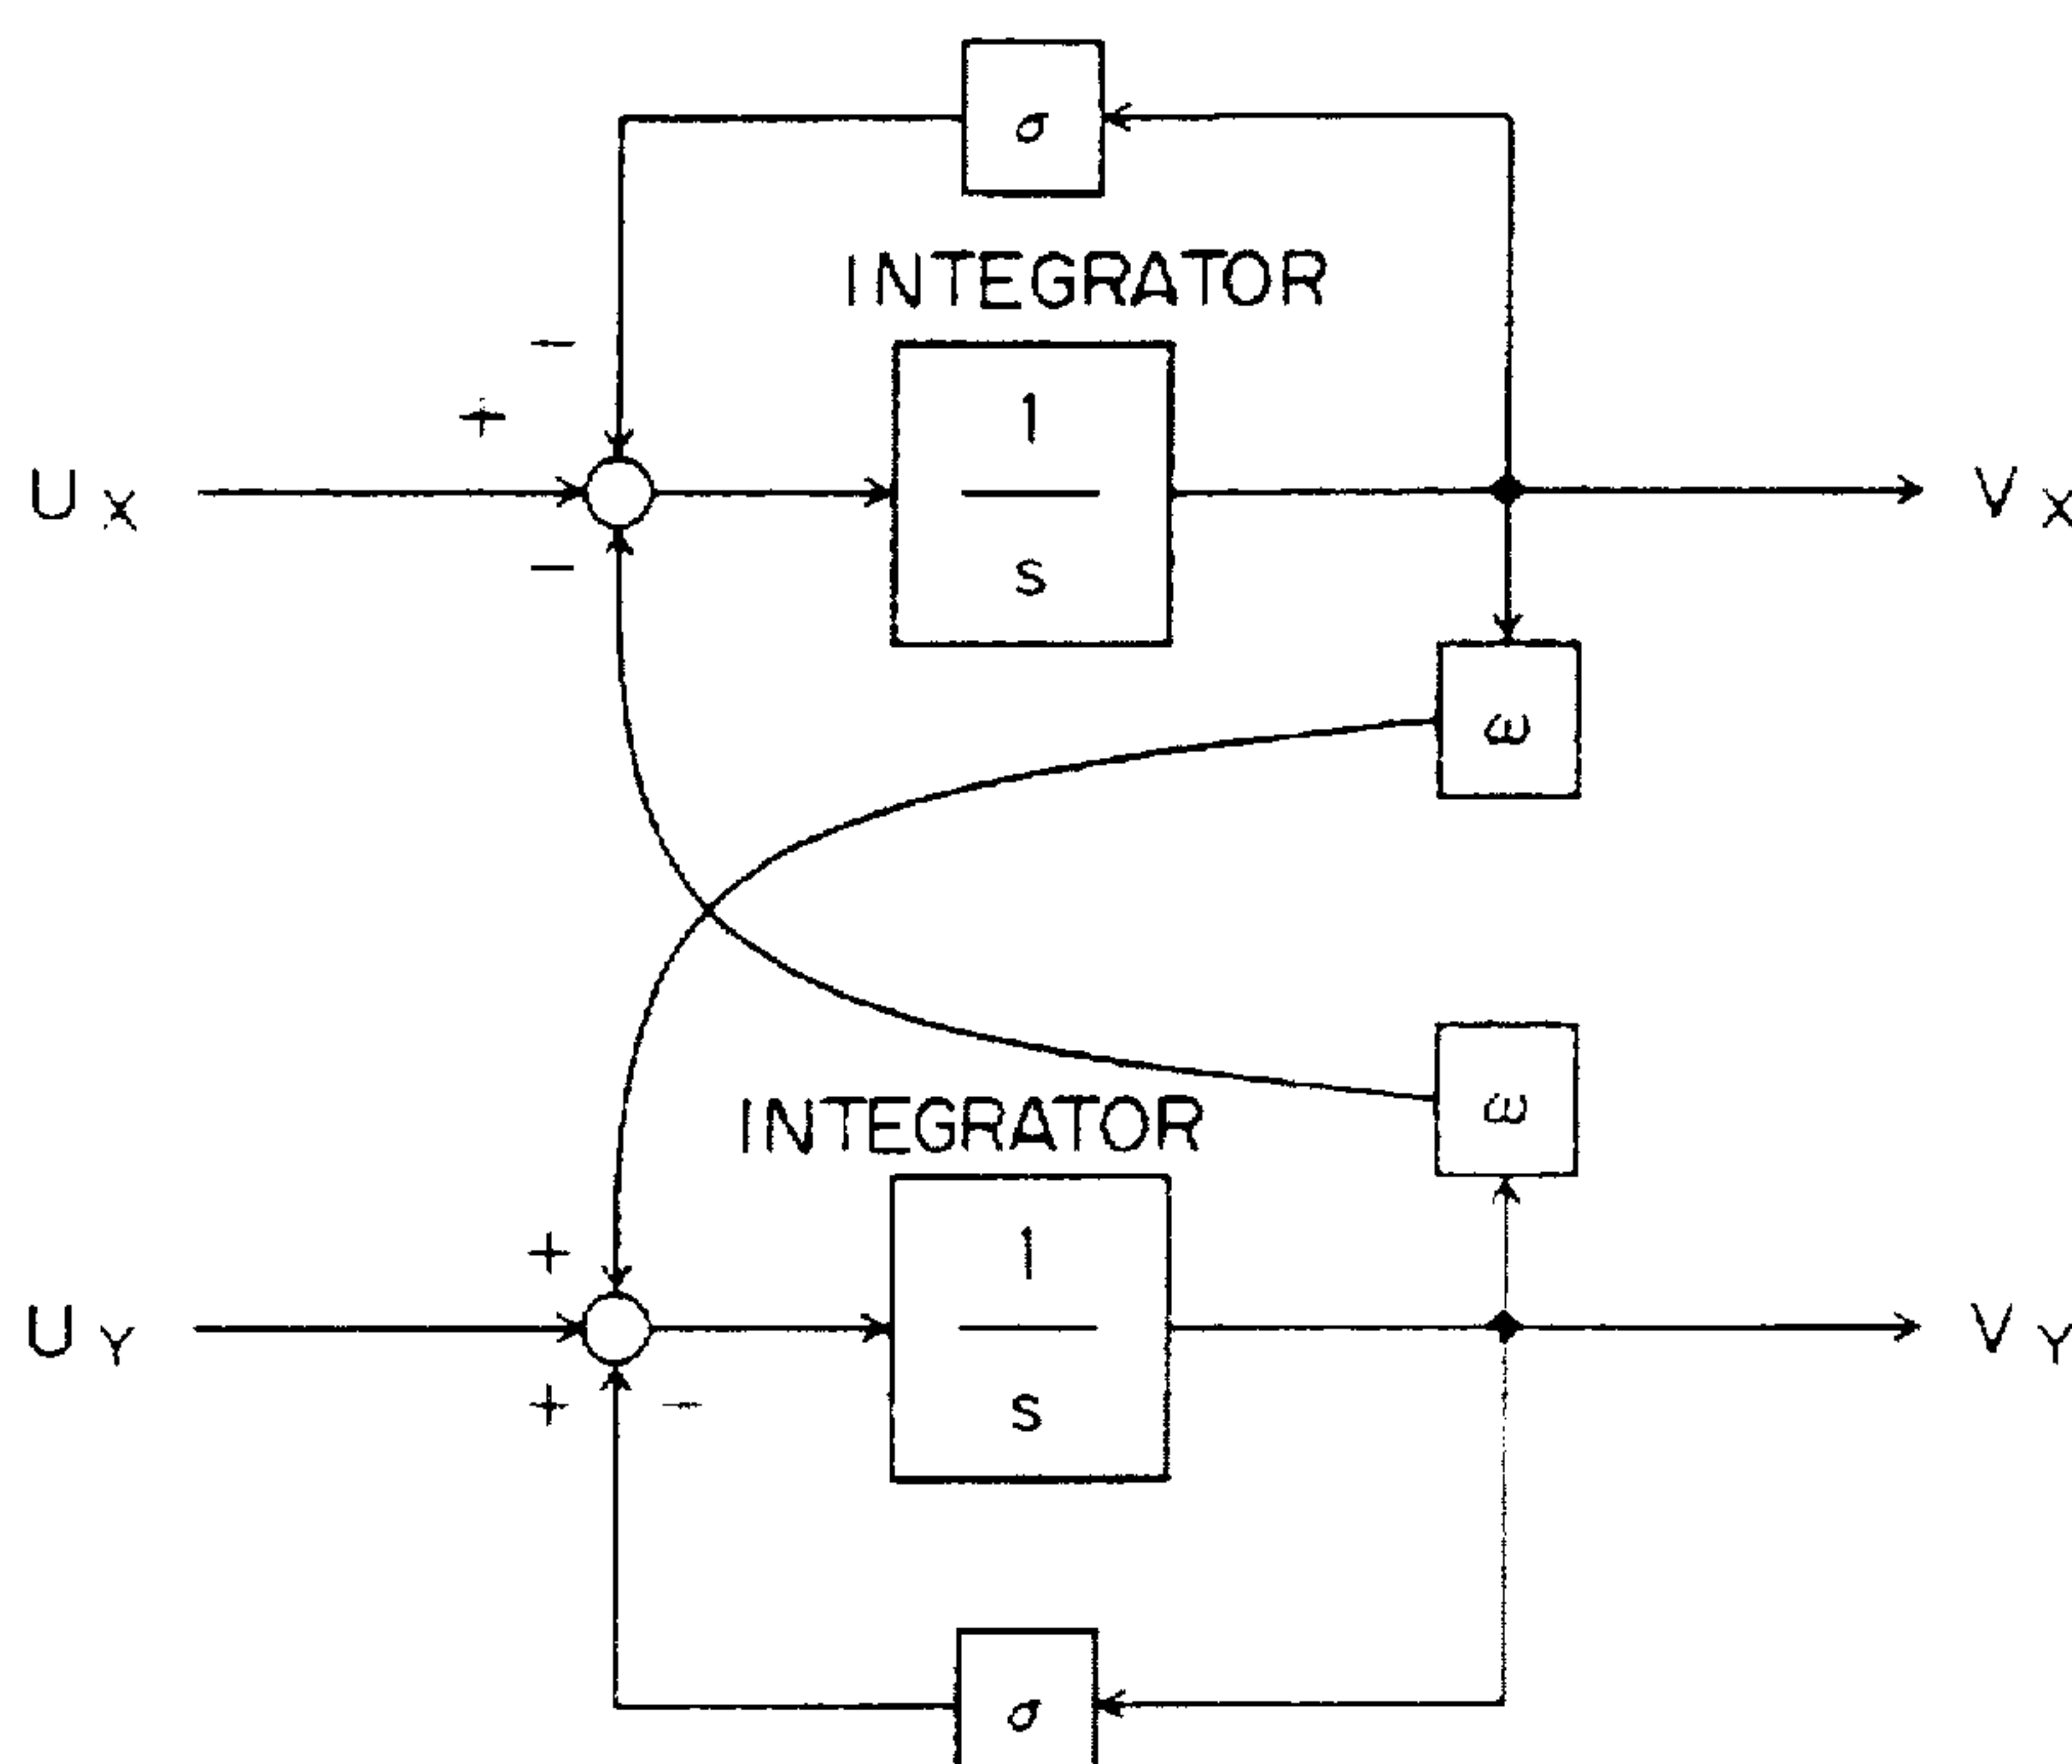 σ
INTEGRATOR
−
+
1
U X
V X
−
s
ω
ω
INTEGRATOR
+
1
U Y
V Y
+
−
s
σ